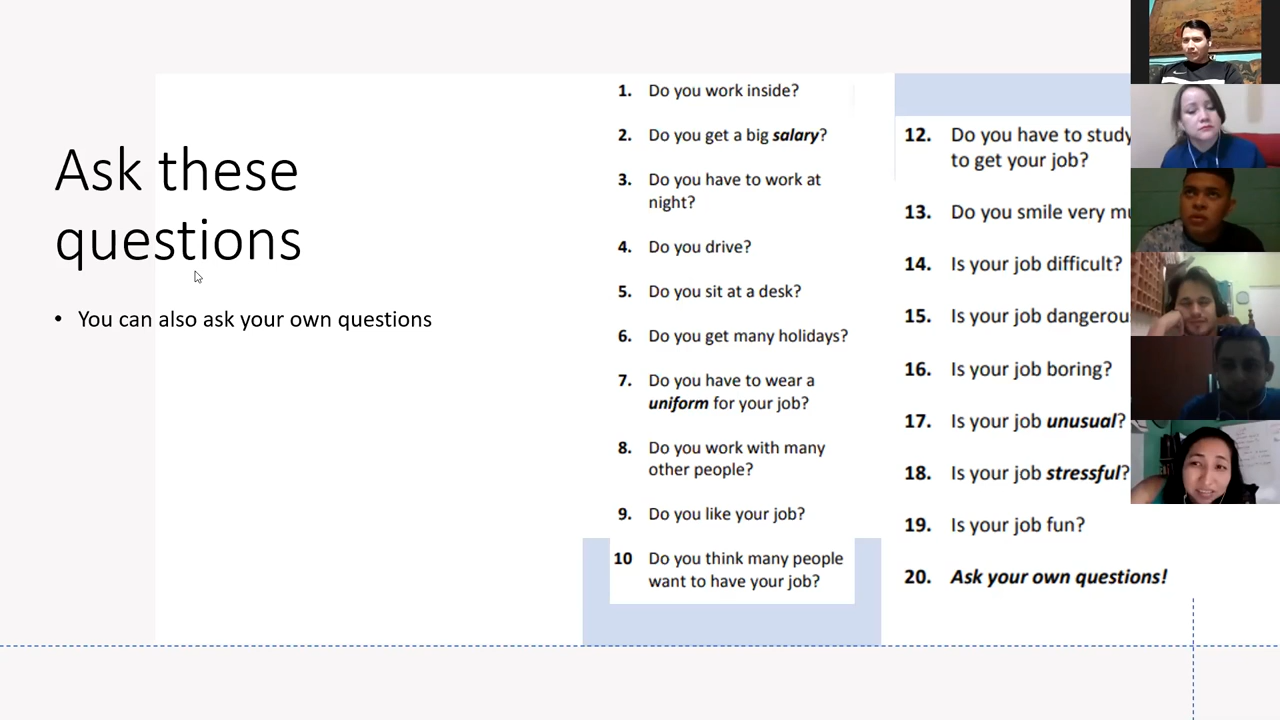 Ask these
questions
• You can also ask your own questions
1. Do you work inside?
2. Do you get a big salary?
3. Do you have to work at
night?
4. Do you drive?
5. Do you sit at a desk?
6. Do you get many holidays?
7. Do you have to wear a
uniform for your job?
8. Do you work with many
other people?
9. Do you like your job?
10 Do you think many people
want to have your job?
12. Do you have to study
to get your job?
13. Do you smile very
14. Is your job difficult?
15. Is your job
16. Is your job boring?
17. Is your job unusual?
18. Is your job stressful?
19. Is your job fun?
20. Ask your own questions!